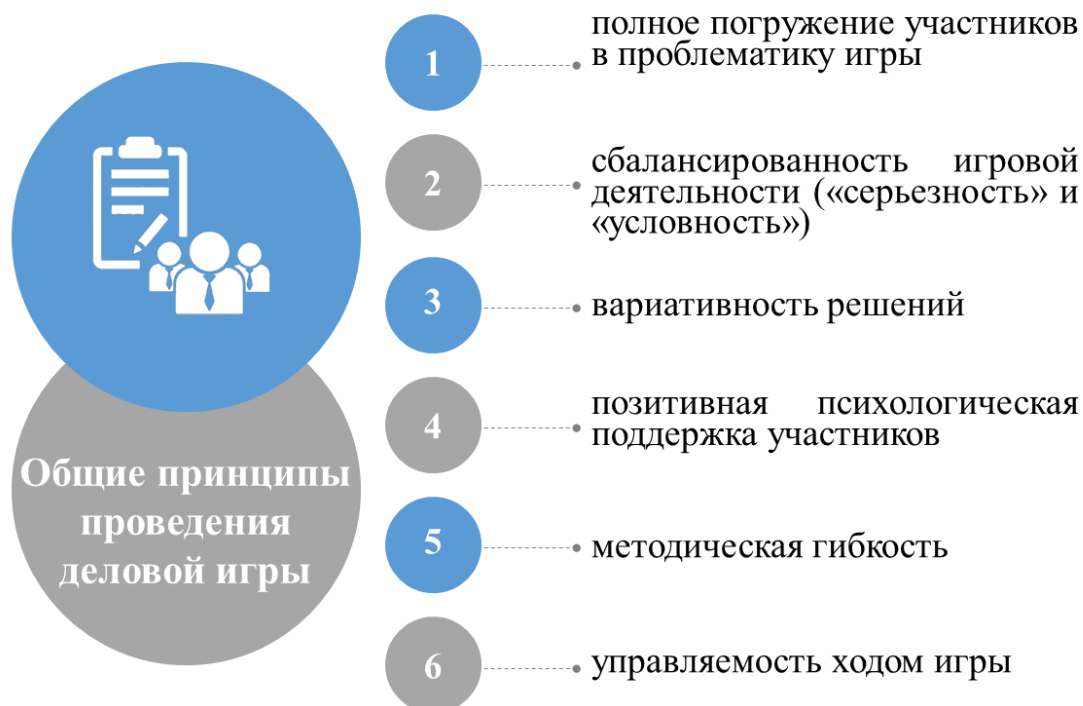 Общие принципы
проведения
деловой игры
1
полное погружение участников
в проблематику игры
2
сбалансированность игровой
деятельности («серьезность» и
«условность»)
3
вариативность решений
4
позитивная психологическая
поддержка участников
5
методическая гибкость
6
управляемость ходом игры